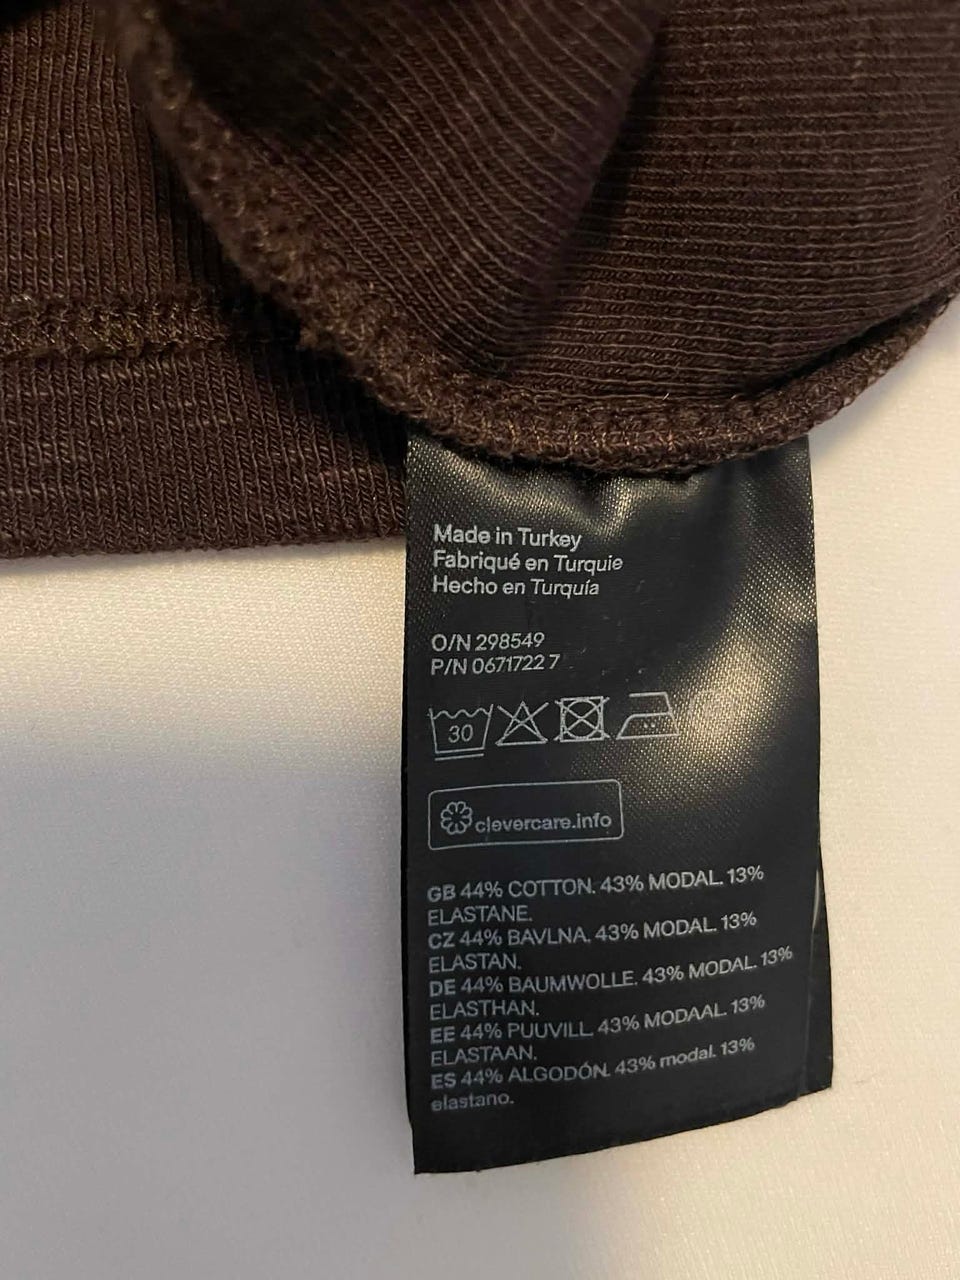 Made in Turkey
Fabriqué en Turquie
Hecho en Turquía
O/N 298549
P/N 0671722 7
30
clevercare.info
GB 44% COTTON. 43% MODAL. 13%
ELASTANE.
CZ 44% BAVLNA. 43% MODAL. 13%
ELASTAN.
DE 44% BAUMWOLLE. 43% MODAL. 13%
ELASTHAN.
EE 44% PUUVILL. 43% MODAAL. 13%
ELASTAAN.
ES 44% ALGODÓN. 43% modal. 13%
elastano.